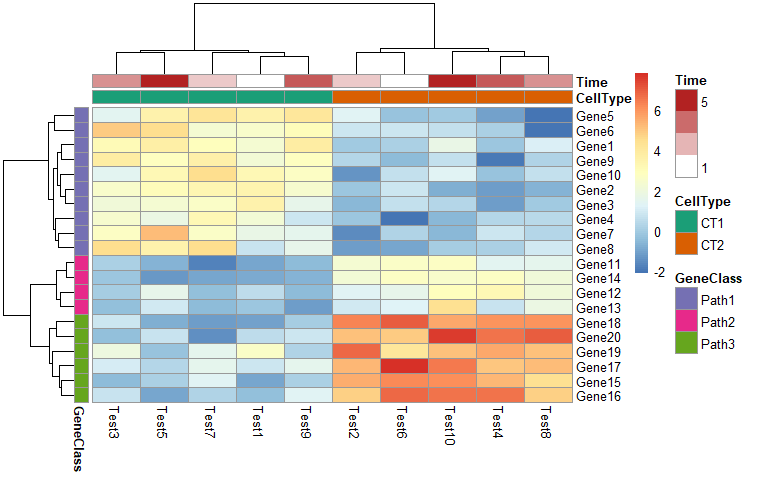 Time
CellType
Gene5
Gene6
Gene1
Gene9
Gene10
Gene2
Gene3
Gene4
Gene7
Gene8
Gene11
Gene14
Gene12
Gene13
Gene18
Gene20
Gene19
Gene17
Gene15
Gene16
GeneClass
Test3
Test5
Test7
Test1
Test9
Test2
Test6
Test10
Test4
Test8
6
4
2
0
-2
Time
5
1
CellType
CT1
CT2
GeneClass
Path1
Path2
Path3